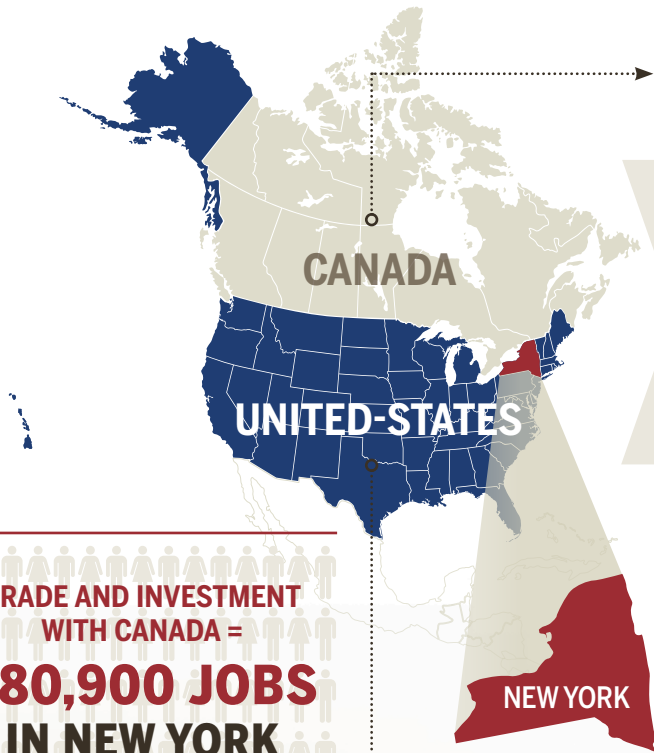 CANADA
UNITED-STATES
RADE AND INVESTMENT
WITH CANADA =
80,900 JOBS
IN NEW YORK
NEW YORK